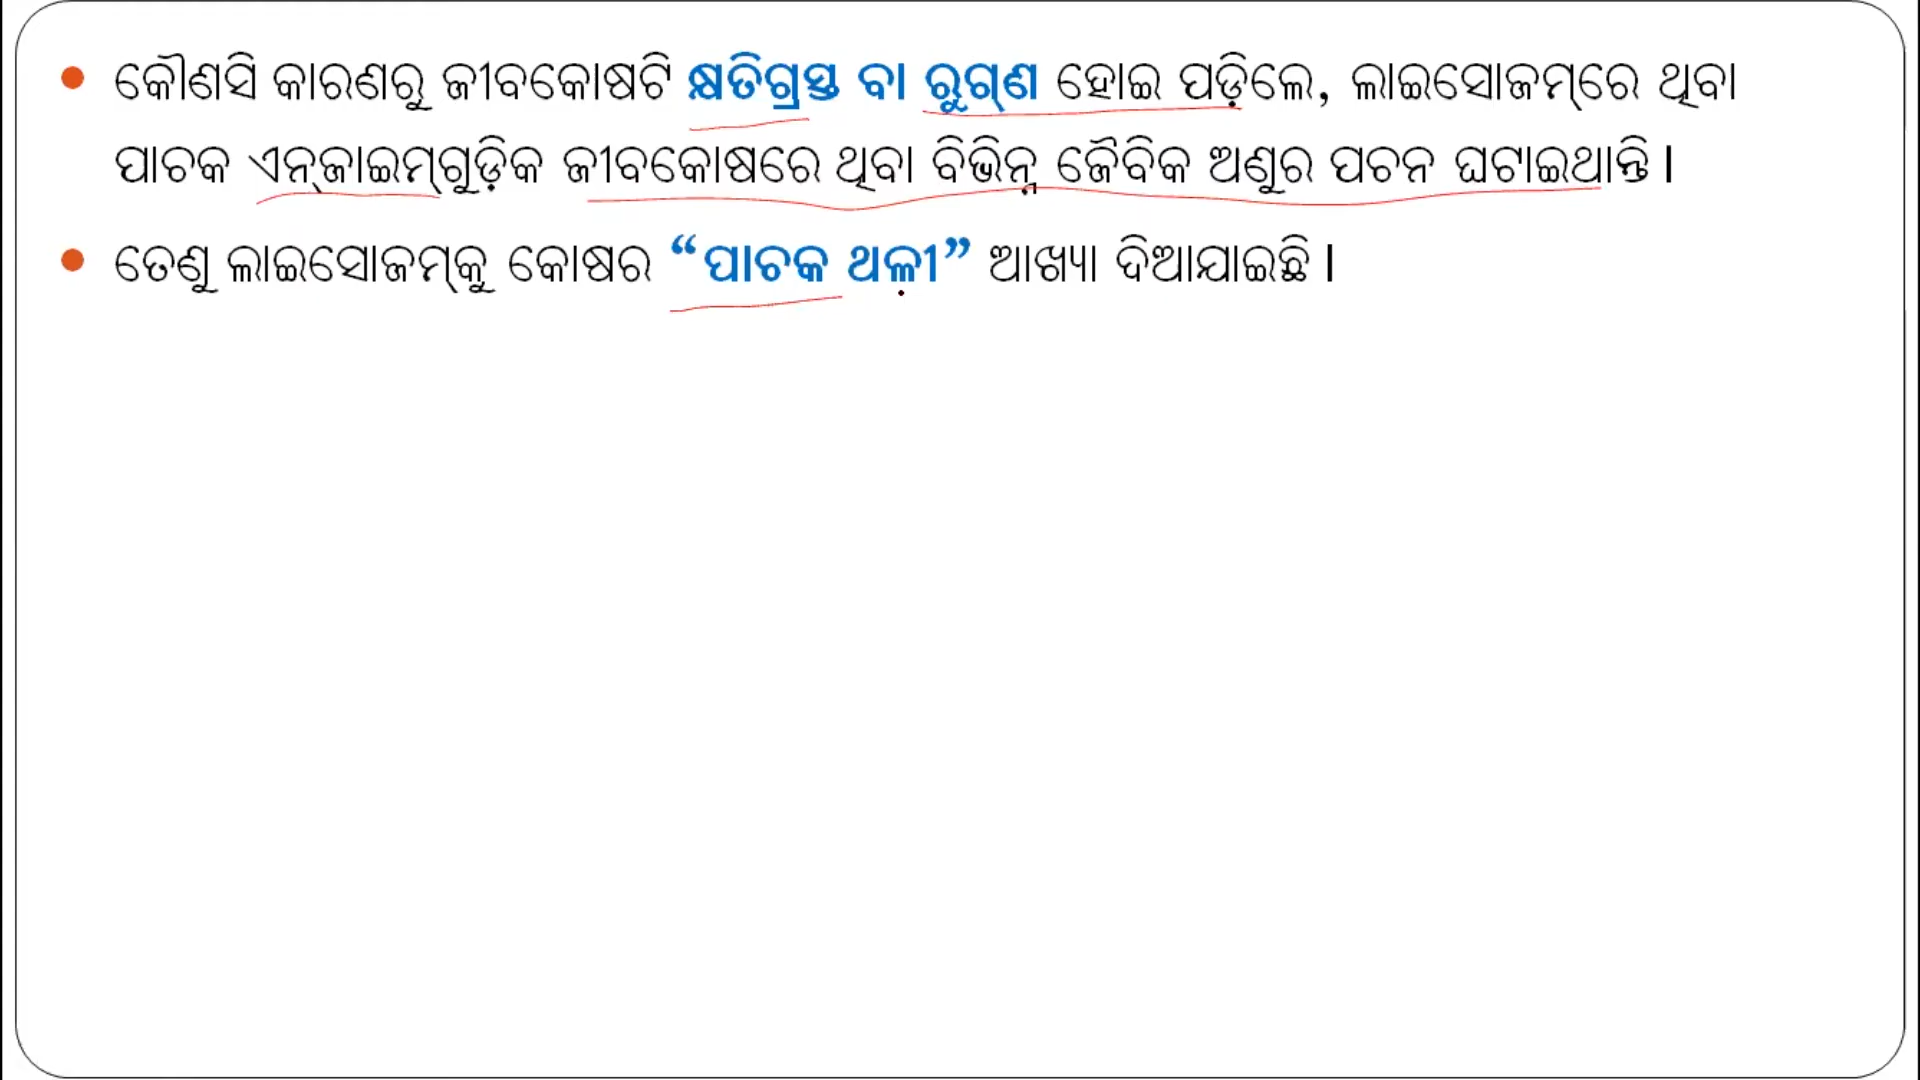 • କୌଣସି କାରଣରୁ ଜୀବକୋଷଟି କ୍ଷତିଗ୍ରସ୍ତ ବା ରୁଗ୍‌ଣ ହୋଇ ପଡ଼ିଲେ, ଲାଇସୋଜମ୍‌ରେ ଥିବା
ପାଚକ ଏନ୍‌ଜାଇମ୍‌ଗୁଡ଼ିକ ଜୀବକୋଷରେ ଥିବା ବିଭିନ୍ନ ଜୈବିକ ଅଣୁର ପଚନ ଘଟାଇଥାନ୍ତି ।
• ତେଣୁ ଲାଇସୋଜମ୍‌କୁ କୋଷର “ପାଚକ ଥଳୀ” ଆଖ୍ୟା ଦିଆଯାଇଛି ।